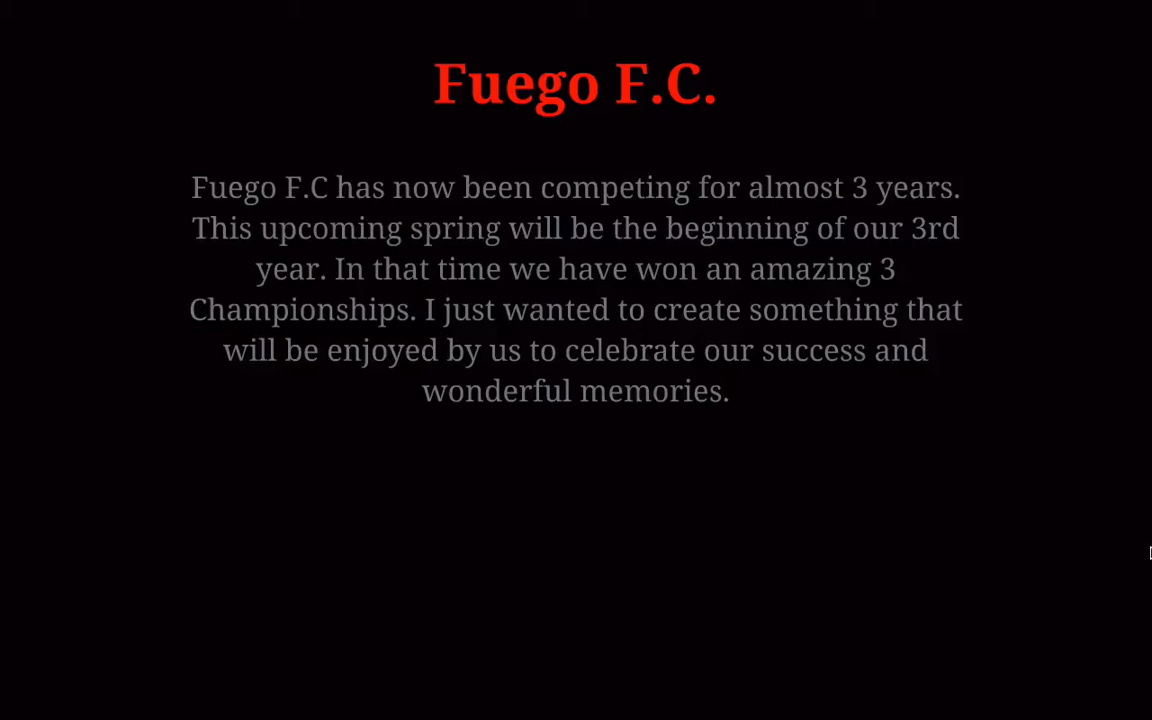 Fuego F.C.
Fuego F.C has now been competing for almost 3 years.
This upcoming spring will be the beginning of our 3rd
year. In that time we have won an amazing 3
Championships. I just wanted to create something that
will be enjoyed by us to celebrate our success and
wonderful memories.